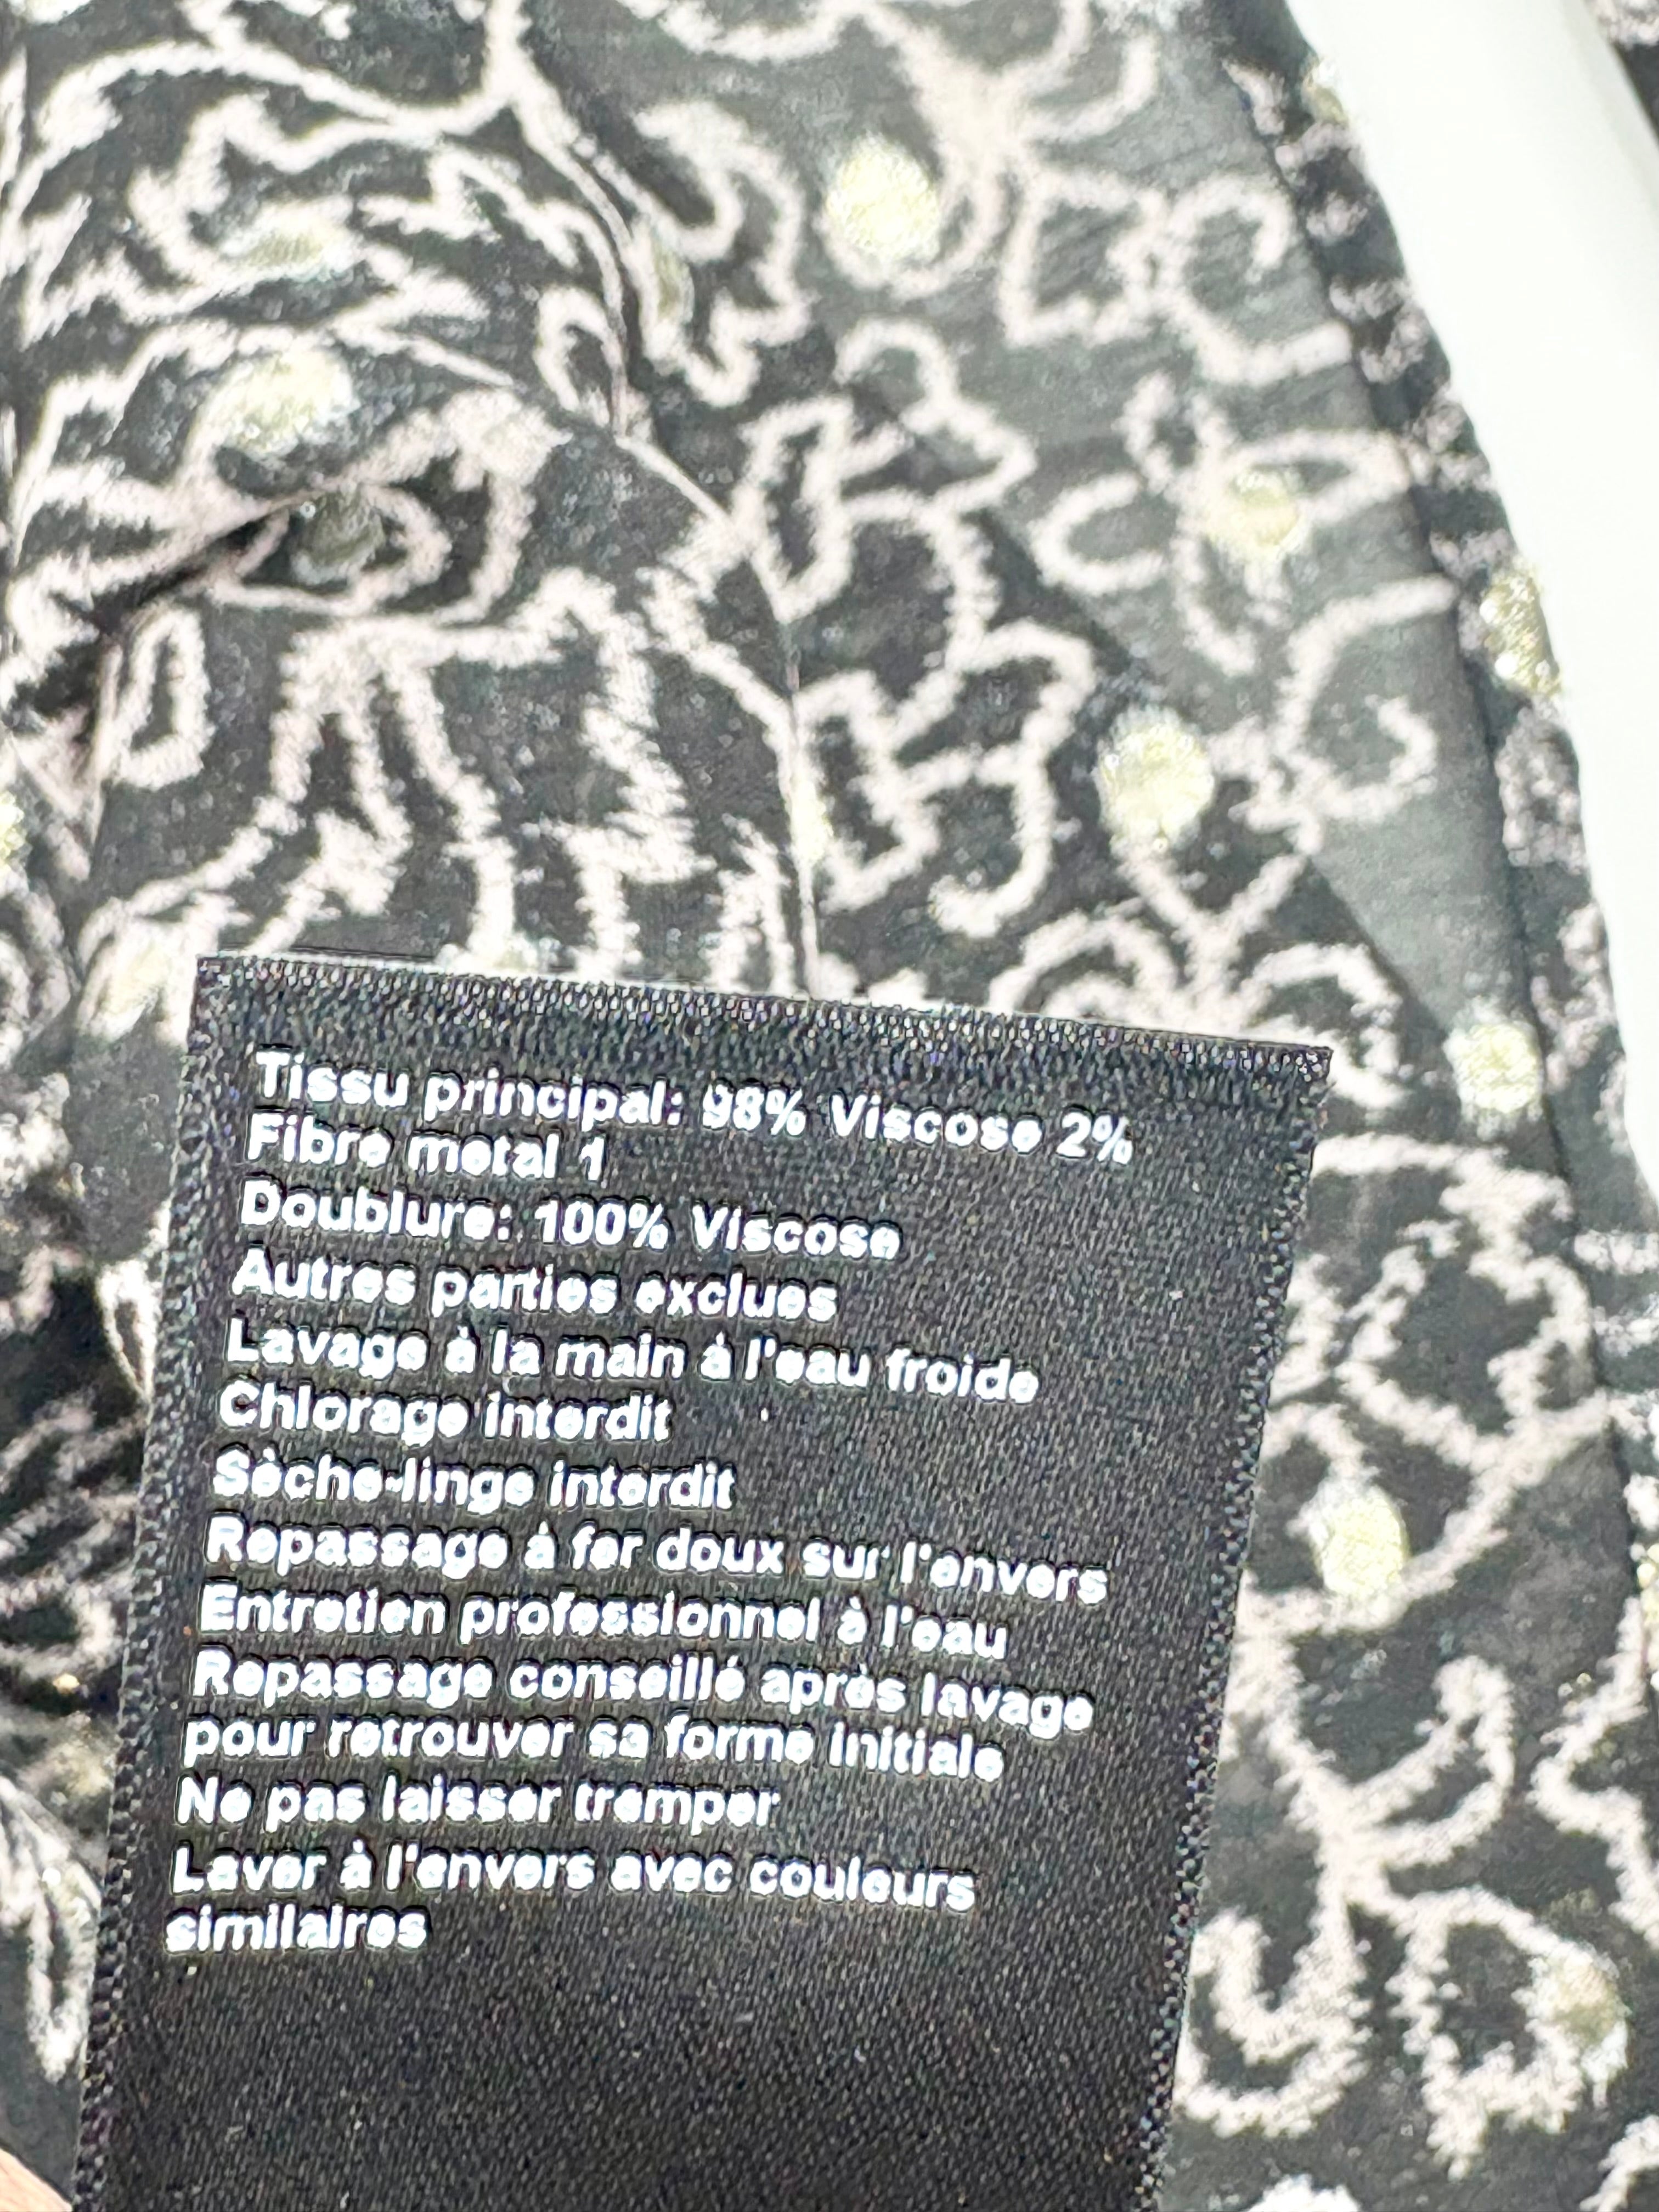 Tissu principal: 98% Viscose 2%
Fibre metal 1
Doublure: 100% Viscose
Autres parties exclues
Lavage à la main à l'eau froide
Chlorage interdit
Sèche-linge interdit
Repassage à fer doux sur l'envers
Entretien professionnel à l'eau
Repassage conseillé après lavage
pour retrouver sa forme initiale
Ne pas laisser tremper
Laver à l'envers avec couleurs
similaires